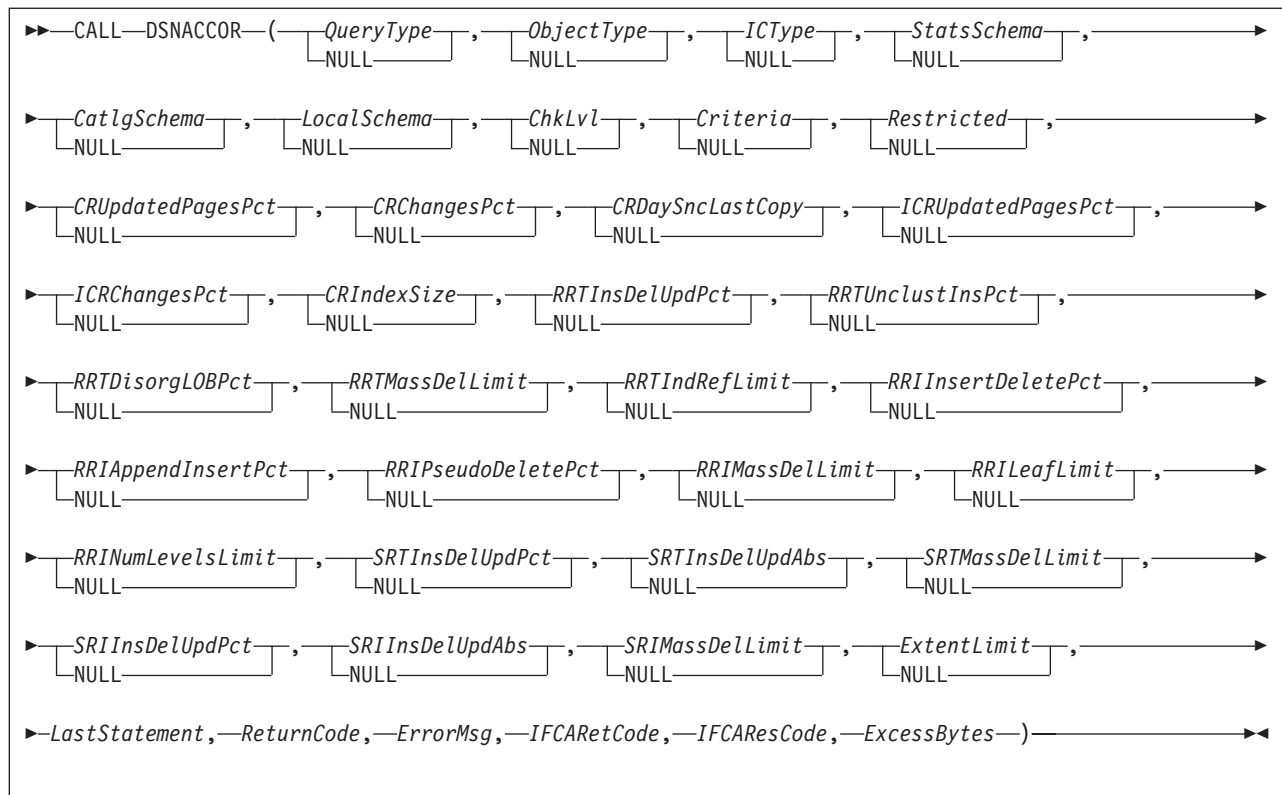 CALL DSNACCOR ( QueryType , ObjectType , ICType , StatsSchema ,
NULL NULL NULL NULL
CatlgSchema , LocalSchema , ChkLvl , Criteria , Restricted ,
NULL NULL NULL NULL NULL
CRUpdatedPagesPct , CRChangesPct , CRDaySncLastCopy , ICRUpdatedPagesPct ,
NULL NULL NULL NULL
ICRChangesPct , CRIndexSize , RRTInsDelUpdPct , RRTUnclustInsPct ,
NULL NULL NULL NULL
RRTDisorgLOBPct , RRTMassDelLimit , RRTIndRefLimit , RRIInsertDeletePct ,
NULL NULL NULL NULL
RRIAppendInsertPct , RRIPseudoDeletePct , RRIMassDelLimit , RRILeafLimit ,
NULL NULL NULL NULL
RRINumLevelsLimit , SRTInsDelUpdPct , SRTInsDelUpdAbs , SRTMassDelLimit ,
NULL NULL NULL NULL
SRIInsDelUpdPct , SRIInsDelUpdAbs , SRIMassDelLimit , ExtentLimit ,
NULL NULL NULL NULL
LastStatement, ReturnCode, ErrorMsg, IFCARetCode, IFCAResCode, ExcessBytes )